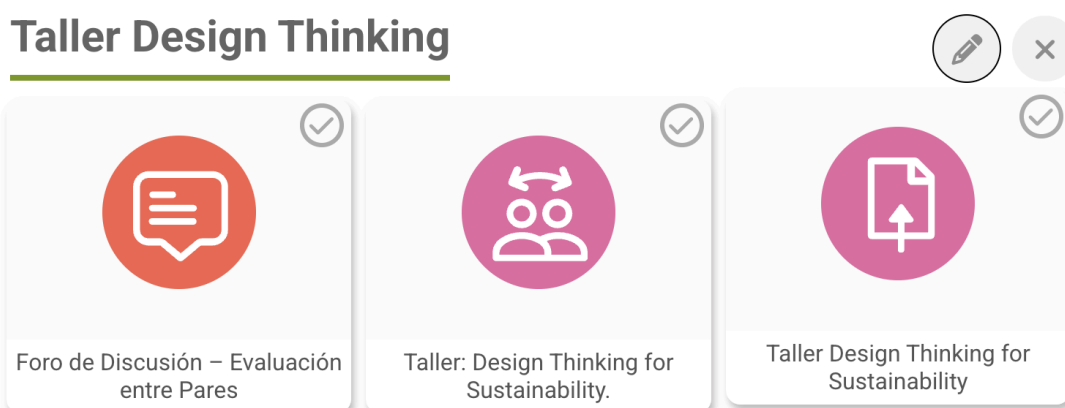 Taller Design Thinking
Foro de Discusión – Evaluación
entre Pares
Taller: Design Thinking for
Sustainability.
Taller Design Thinking for
Sustainability